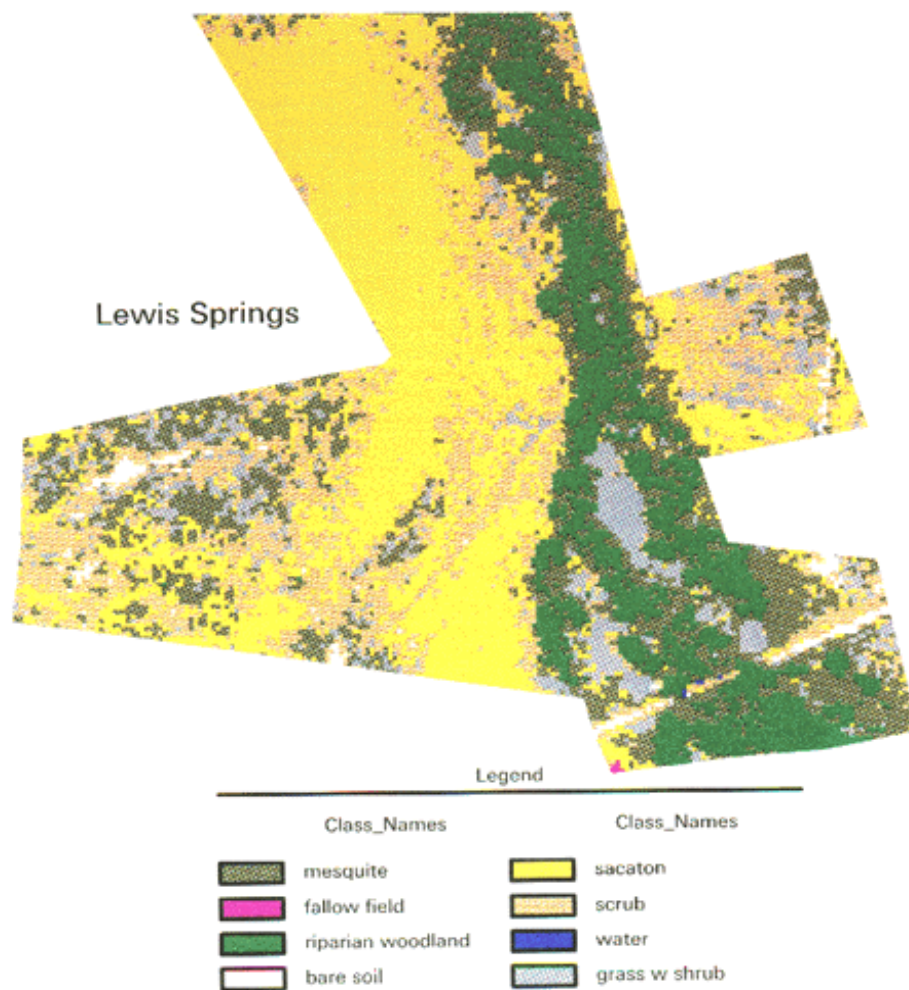 Lewis Springs
Legend
Class_Names
Class_Names
mesquite
sacaton
fallow field
scrub
riparian woodland
water
bare soil
grass w shrub